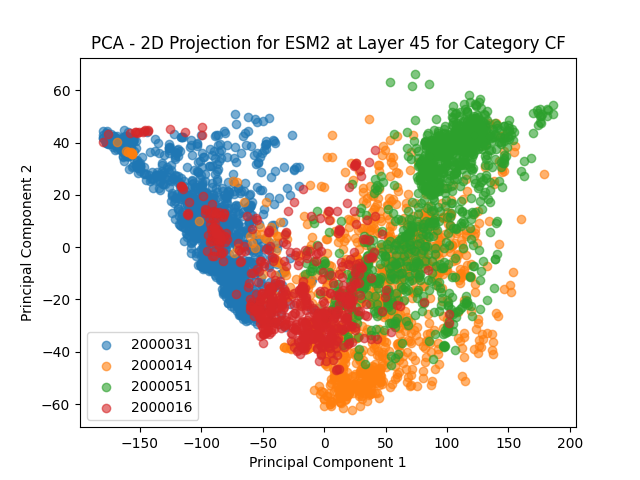 PCA - 2D Projection for ESM2 at Layer 45 for Category CF
Principal Component 2
60
40
20
0
−20
−40
−60
2000031
2000014
2000051
2000016
−150 −100 −50 0 50 100 150 200
Principal Component 1